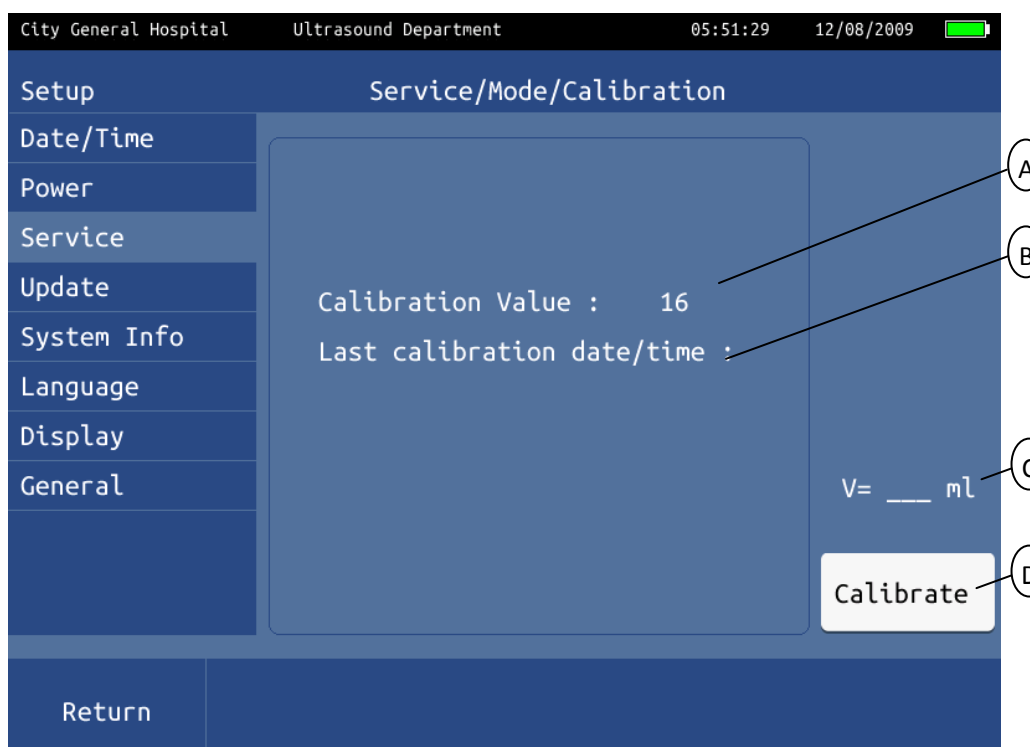 City General Hospital Ultrasound Department 05:51:29 12/08/2009
Setup Service/Mode/Calibration
Date/Time
A
Power
Service
B
Update
Calibration Value : 16
System Info
Last calibration date/time :
Language
Display
C
General
V= ___ ml
D
Calibrate
Return